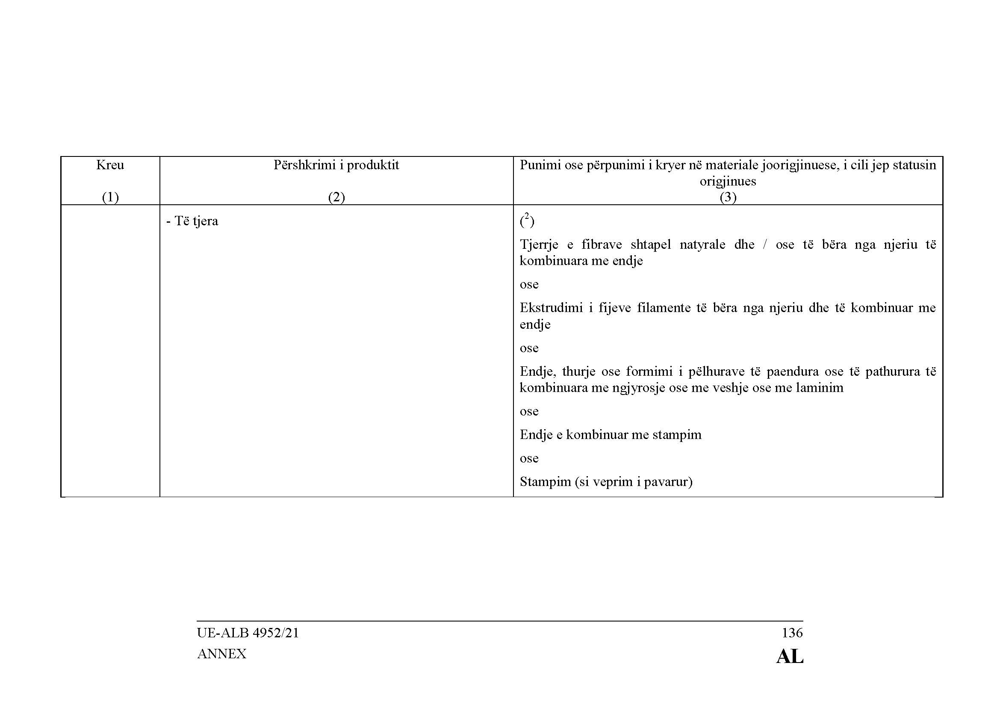 Kreu
(1)
Përshkrimi i produktit
(2)
Punimi ose përpunimi i kryer në materiale joorigjinuese, i cili jep statusin
origjinues
(3)
- Të tjera
(²)
Tjerrje e fibrave shtapel natyrale dhe / ose të bëra nga njeriu të
kombinuara me endje
ose
Ekstrudimi i fijeve filamente të bëra nga njeriu dhe të kombinuar me
endje
ose
Endje, thurje ose formimi i pëlhurave të paendura ose të pathurura të
kombinuara me ngjyrosje ose me veshje ose me laminim
ose
Endje e kombinuar me stampim
ose
Stampim (si veprim i pavarur)
UE-ALB 4952/21
136
ANNEX
AL